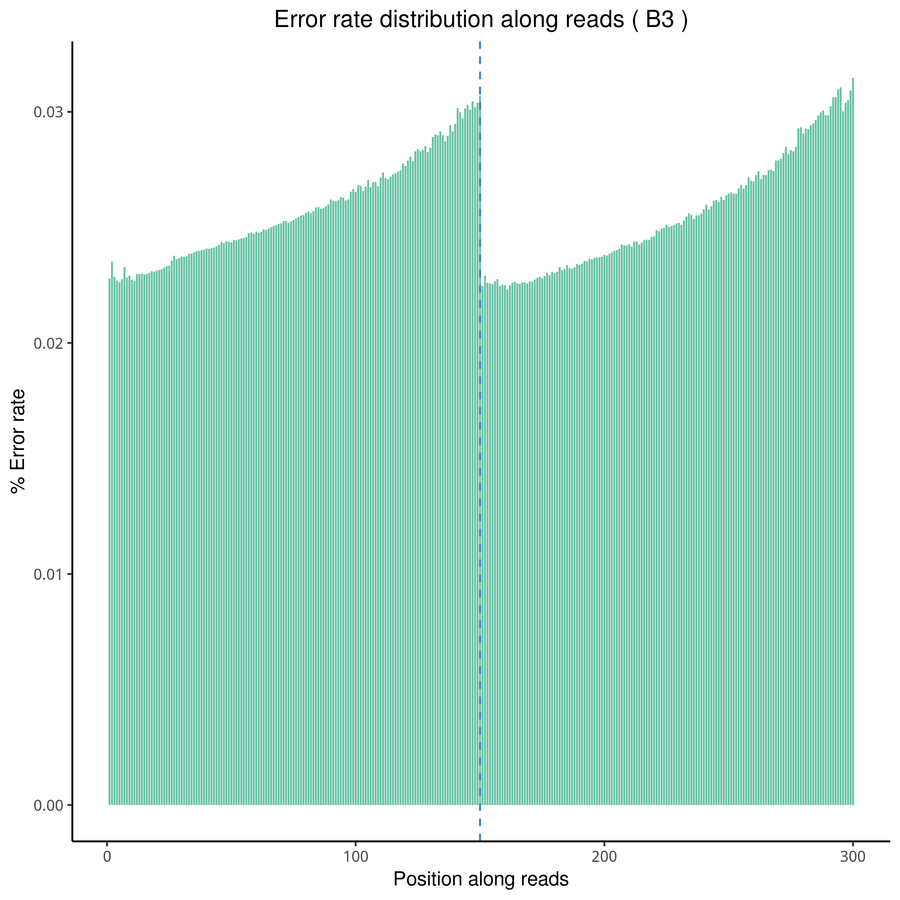 Error rate distribution along reads ( B3 )
% Error rate
0.03
0.02
0.01
0.00
0 100 200 300
Position along reads